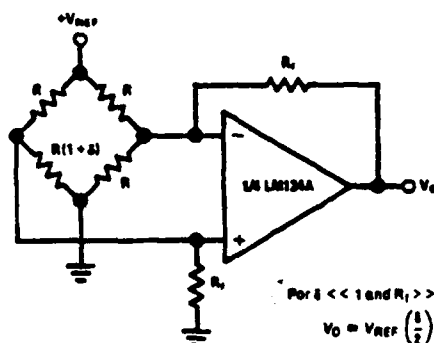 +VREF
R
R
Rf
R(1 + δ)
R
−
+
1/4 LM124A
VO
Rf
For δ << 1 and Rf >>
VO ≅ VREF (δ/2)